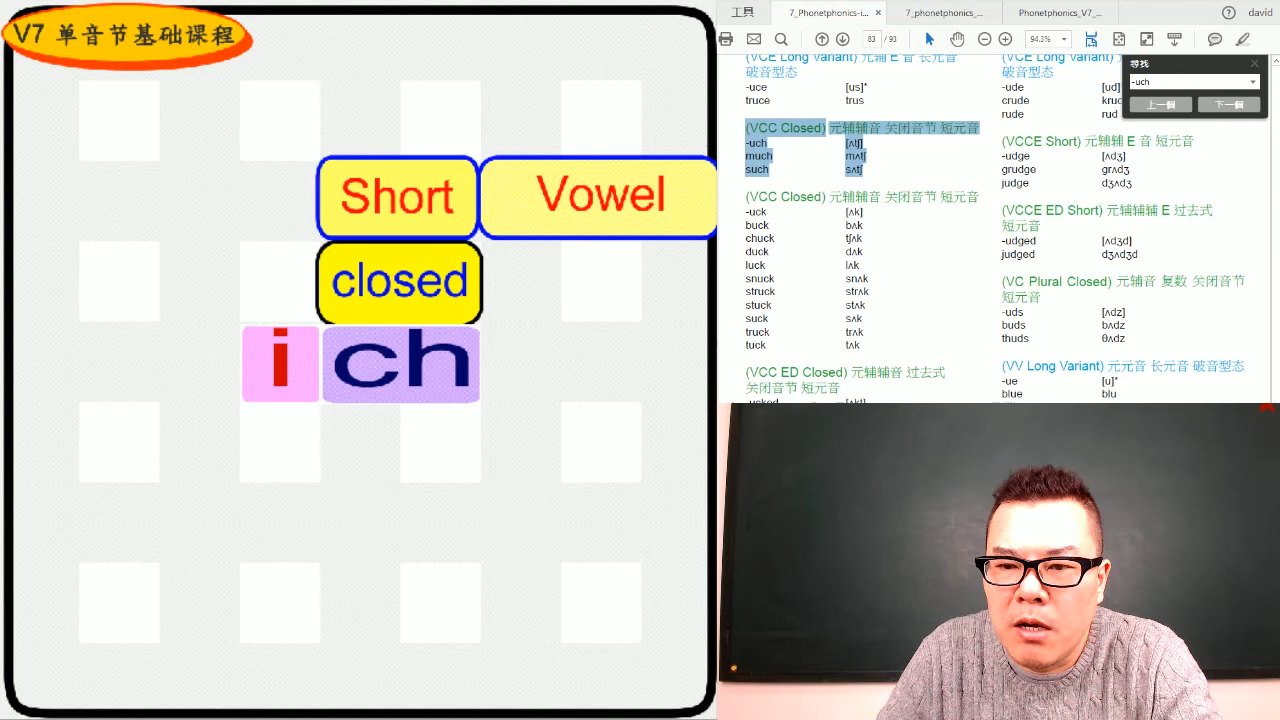 V7 单音节基础课程
Short
Vowel
closed
i
ch
工具
7_Phonetphonics-i...
×
7_phonetphonics_...
Phonetphonics_V7_...
david
83 / 93
94.3%
(VCE Long Variant) 元辅 E 音 长元音
破音型态
-uce [us]*
truce trus
(VCC Closed) 元辅辅音 关闭音节 短元音
-uch [ʌtʃ]
much mʌtʃ
such sʌtʃ
(VCC Closed) 元辅辅音 关闭音节 短元音
-uck [ʌk]
buck bʌk
chuck tʃʌk
duck dʌk
luck lʌk
snuck snʌk
struck strʌk
stuck stʌk
suck sʌk
truck trʌk
tuck tʌk
(VCC ED Closed) 元辅辅音 过去式
关闭音节 短元音
-ucked [ʌkt]
(VCE Long Variant) 元辅
破音型态
-ude [ud]
crude
rude rud
(VCCE Short) 元辅辅 E 音 短元音
-udge [ʌdʒ]
grudge grʌdʒ
judge dʒʌdʒ
(VCCE ED Short) 元辅辅辅 E 过去式
短元音
-udged [ʌdʒd]
judged dʒʌdʒd
(VC Plural Closed) 元辅音 复数 关闭音节
短元音
-uds [ʌdz]
buds bʌdz
thuds θʌdz
(VV Long Variant) 元元音 长元音 破音型态
-ue [u]*
blue blu
尋找
-uch
上一個
下一個